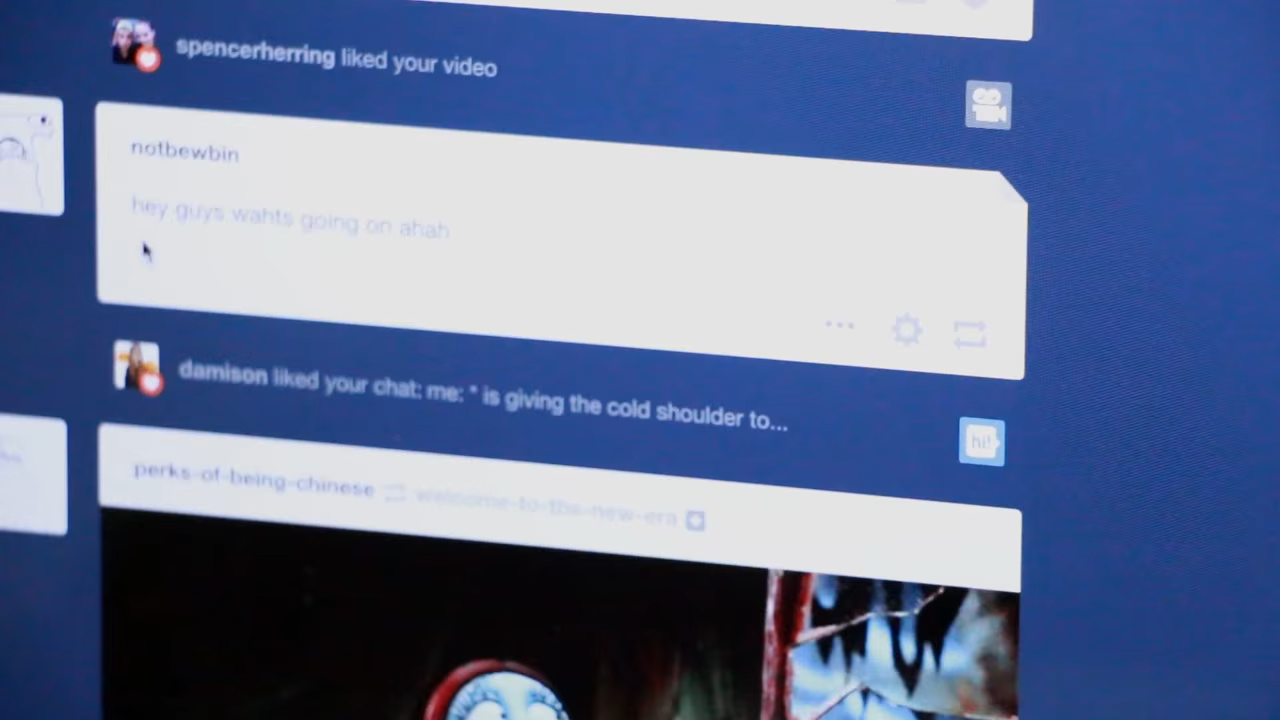 spencerherring liked your video
notbewbin
hey guys wahts going on ahah
damison liked your chat: me: * is giving the cold shoulder to...
hi!
perks-of-being-chinese welcome-to-tbs-new-era